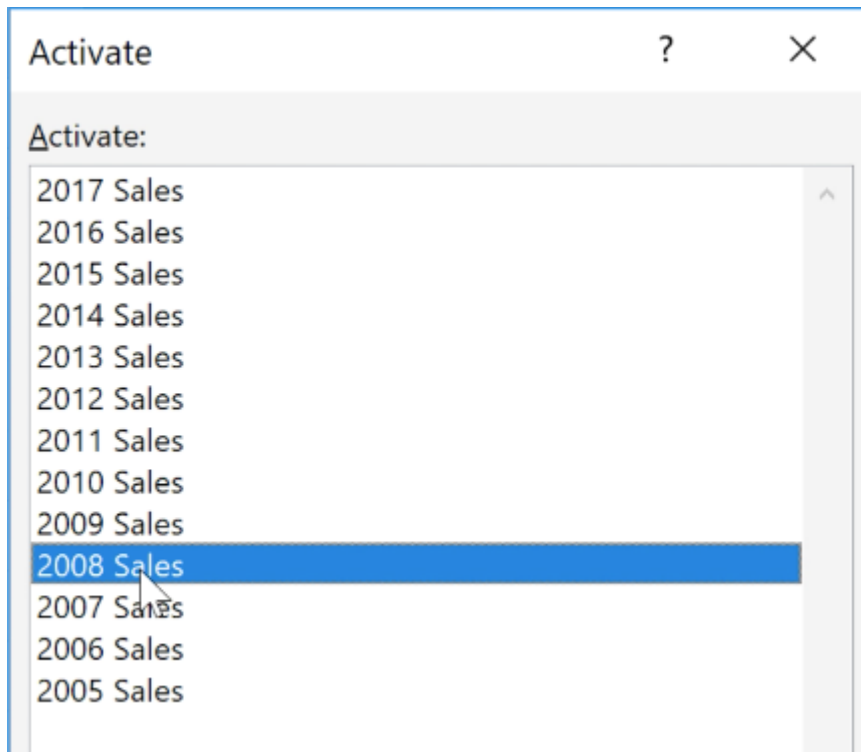 Activate ?
Activate:
2017 Sales
2016 Sales
2015 Sales
2014 Sales
2013 Sales
2012 Sales
2011 Sales
2010 Sales
2009 Sales
2008 Sales
2007 Sales
2006 Sales
2005 Sales